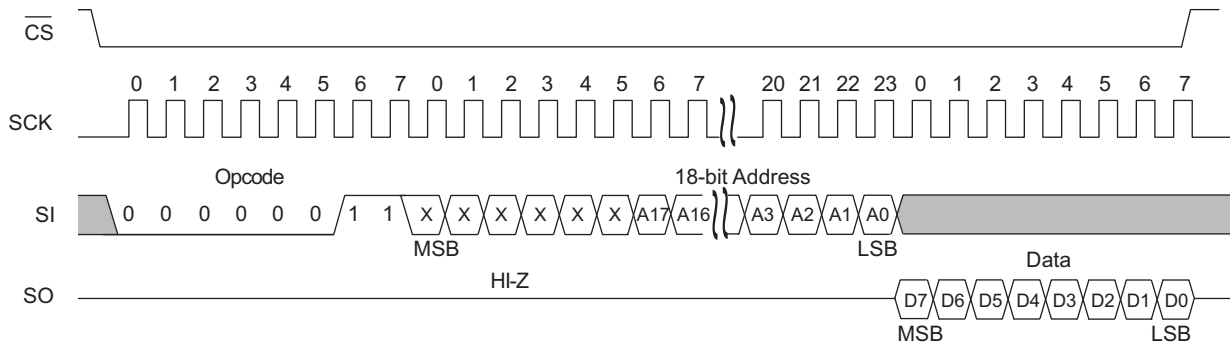 CS
0 1 2 3 4 5 6 7 0 1 2 3 4 5 6 7 20 21 22 23 0 1 2 3 4 5 6 7
SCK
Opcode 18-bit Address
SI 0 0 0 0 0 0 1 1 X X X X X X A17 A16 A3 A2 A1 A0
MSB LSB
HI-Z Data
SO D7 D6 D5 D4 D3 D2 D1 D0
MSB LSB